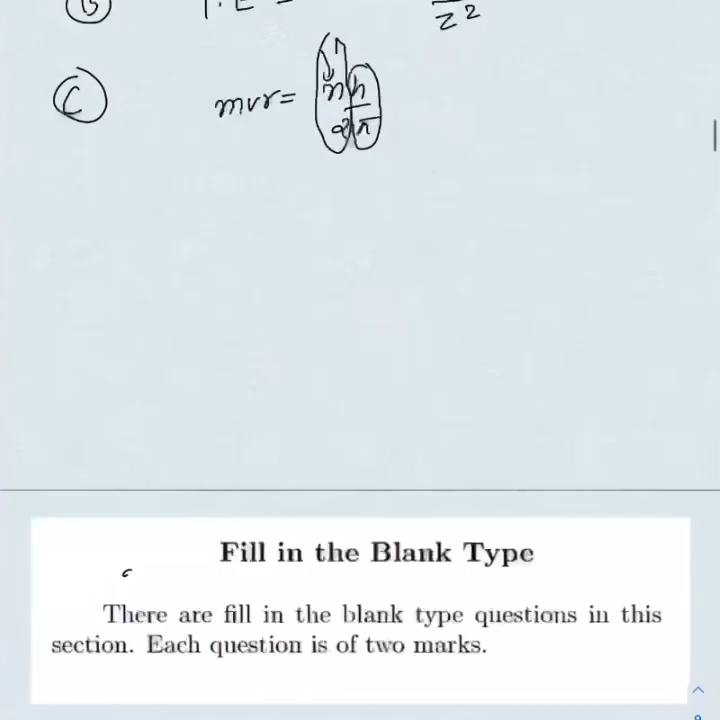 z²
C mvr= nh
2π
Fill in the Blank Type
There are fill in the blank type questions in this
section. Each question is of two marks.